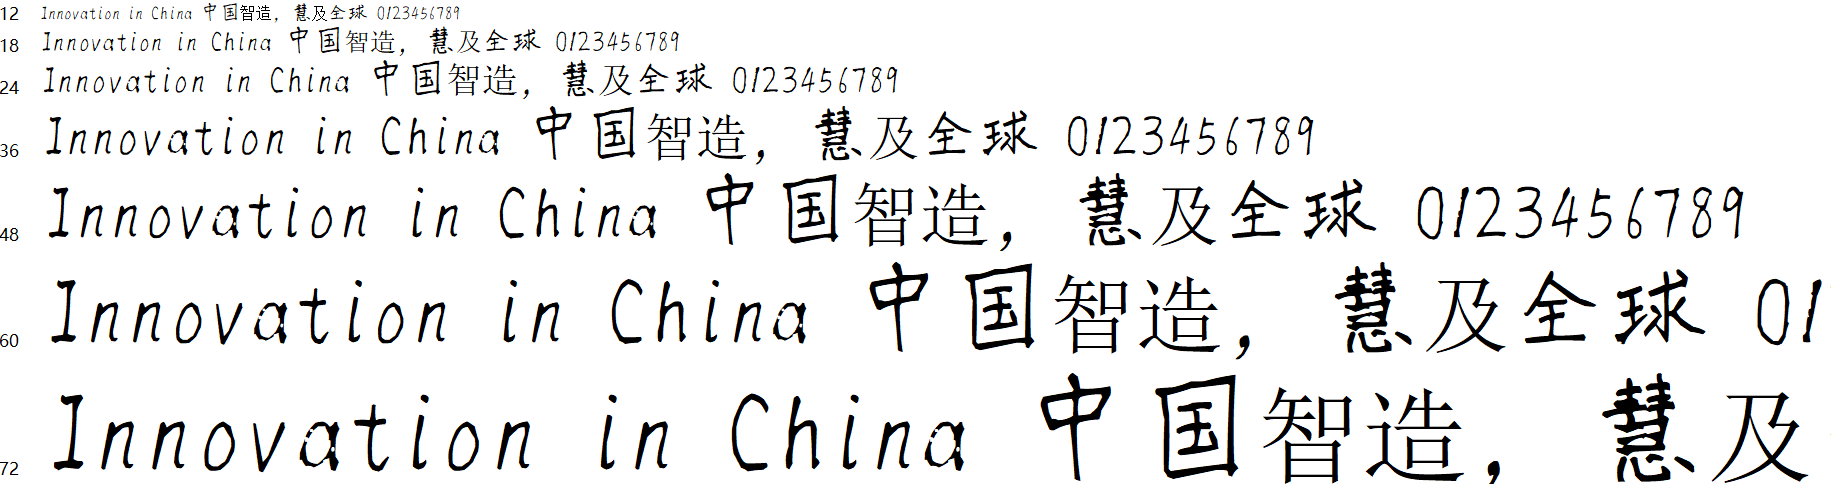 12 Innovation in China 中国智造，慧及全球 0123456789
18 Innovation in China 中国智造，慧及全球 0123456789
24 Innovation in China 中国智造，慧及全球 0123456789
36 Innovation in China 中国智造，慧及全球 0123456789
48 Innovation in China 中国智造，慧及全球 0123456789
60 Innovation in China 中国智造，慧及全球 01
72 Innovation in China 中国智造，慧及